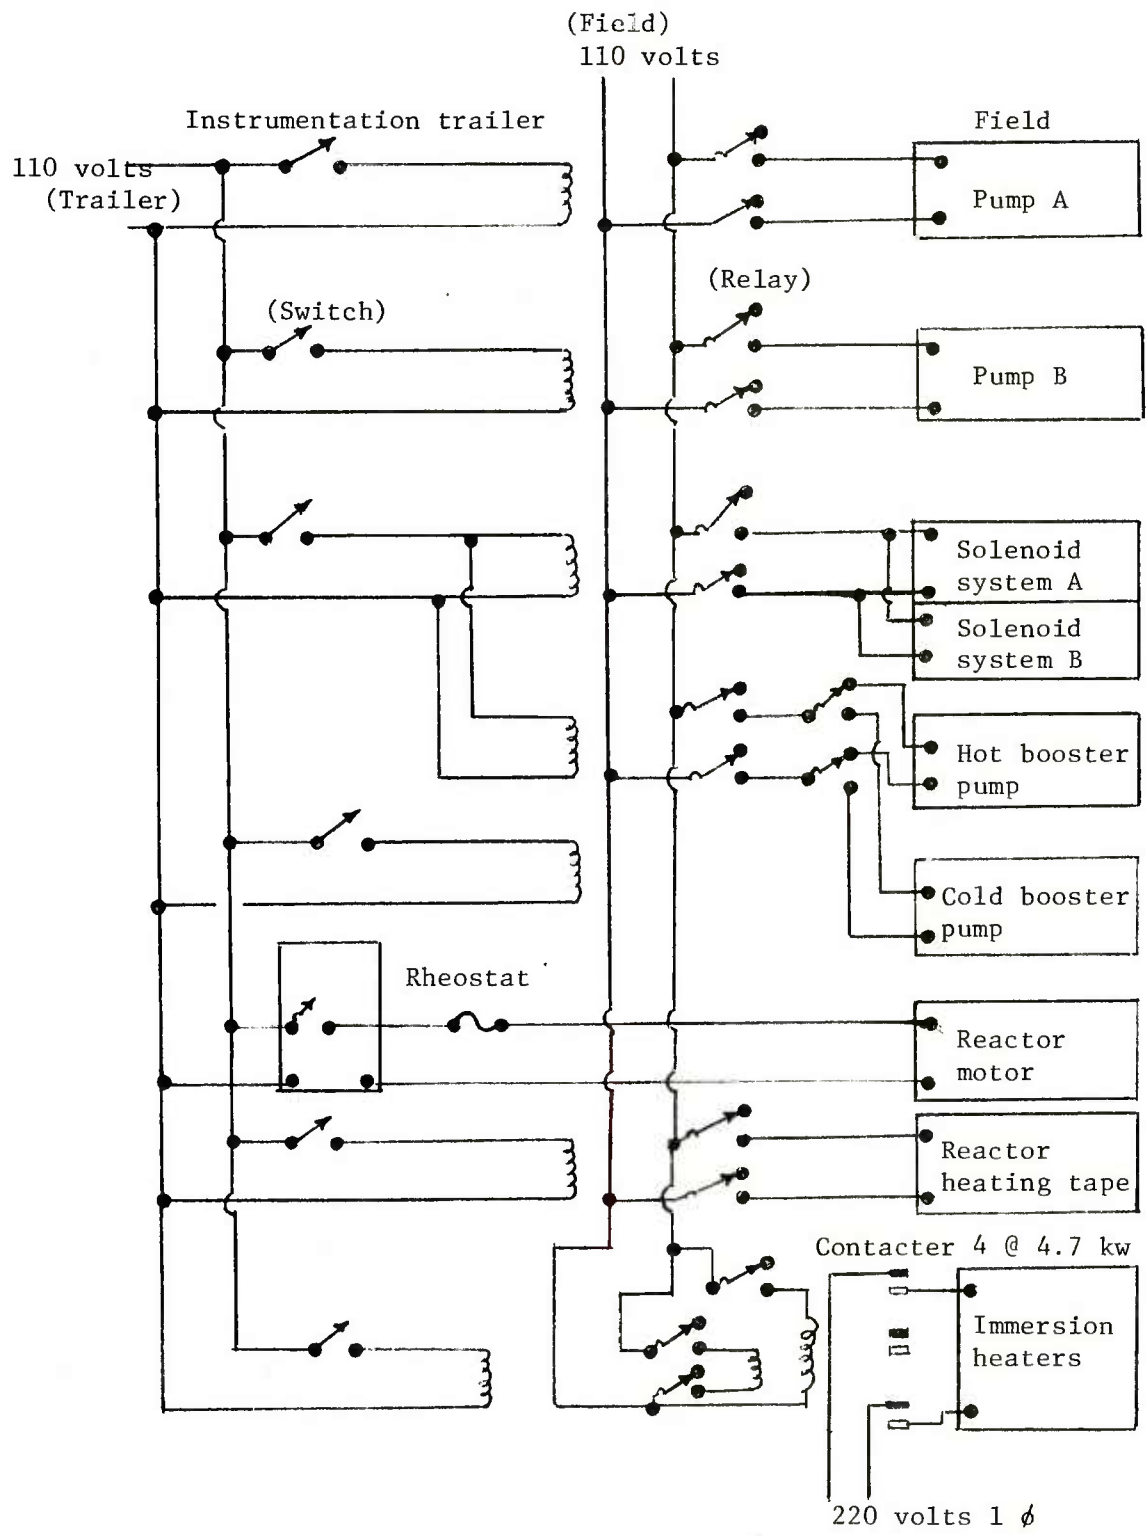 (Field)
110 volts
Instrumentation trailer
Field
110 volts
(Trailer)
Pump A
(Relay)
(Switch)
Pump B
Solenoid
system A
Solenoid
system B
Hot booster
pump
Cold booster
pump
Rheostat
Reactor
motor
Reactor
heating tape
Contacter 4 @ 4.7 kw
Immersion
heaters
220 volts 1 ϕ